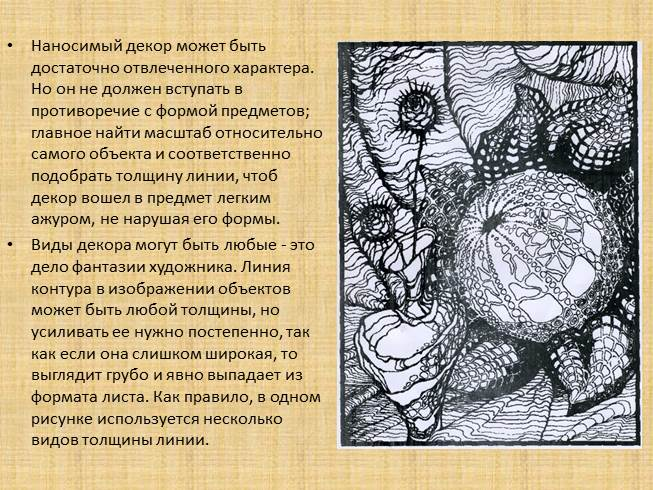 • Наносимый декор может быть
достаточно отвлеченного характера.
Но он не должен вступать в
противоречие с формой предметов;
главное найти масштаб относительно
самого объекта и соответственно
подобрать толщину линии, чтоб
декор вошел в предмет легким
ажуром, не нарушая его формы.
• Виды декора могут быть любые - это
дело фантазии художника. Линия
контура в изображении объектов
может быть любой толщины, но
усиливать ее нужно постепенно, так
как если она слишком широкая, то
выглядит грубо и явно выпадает из
формата листа. Как правило, в одном
рисунке используется несколько
видов толщины линии.